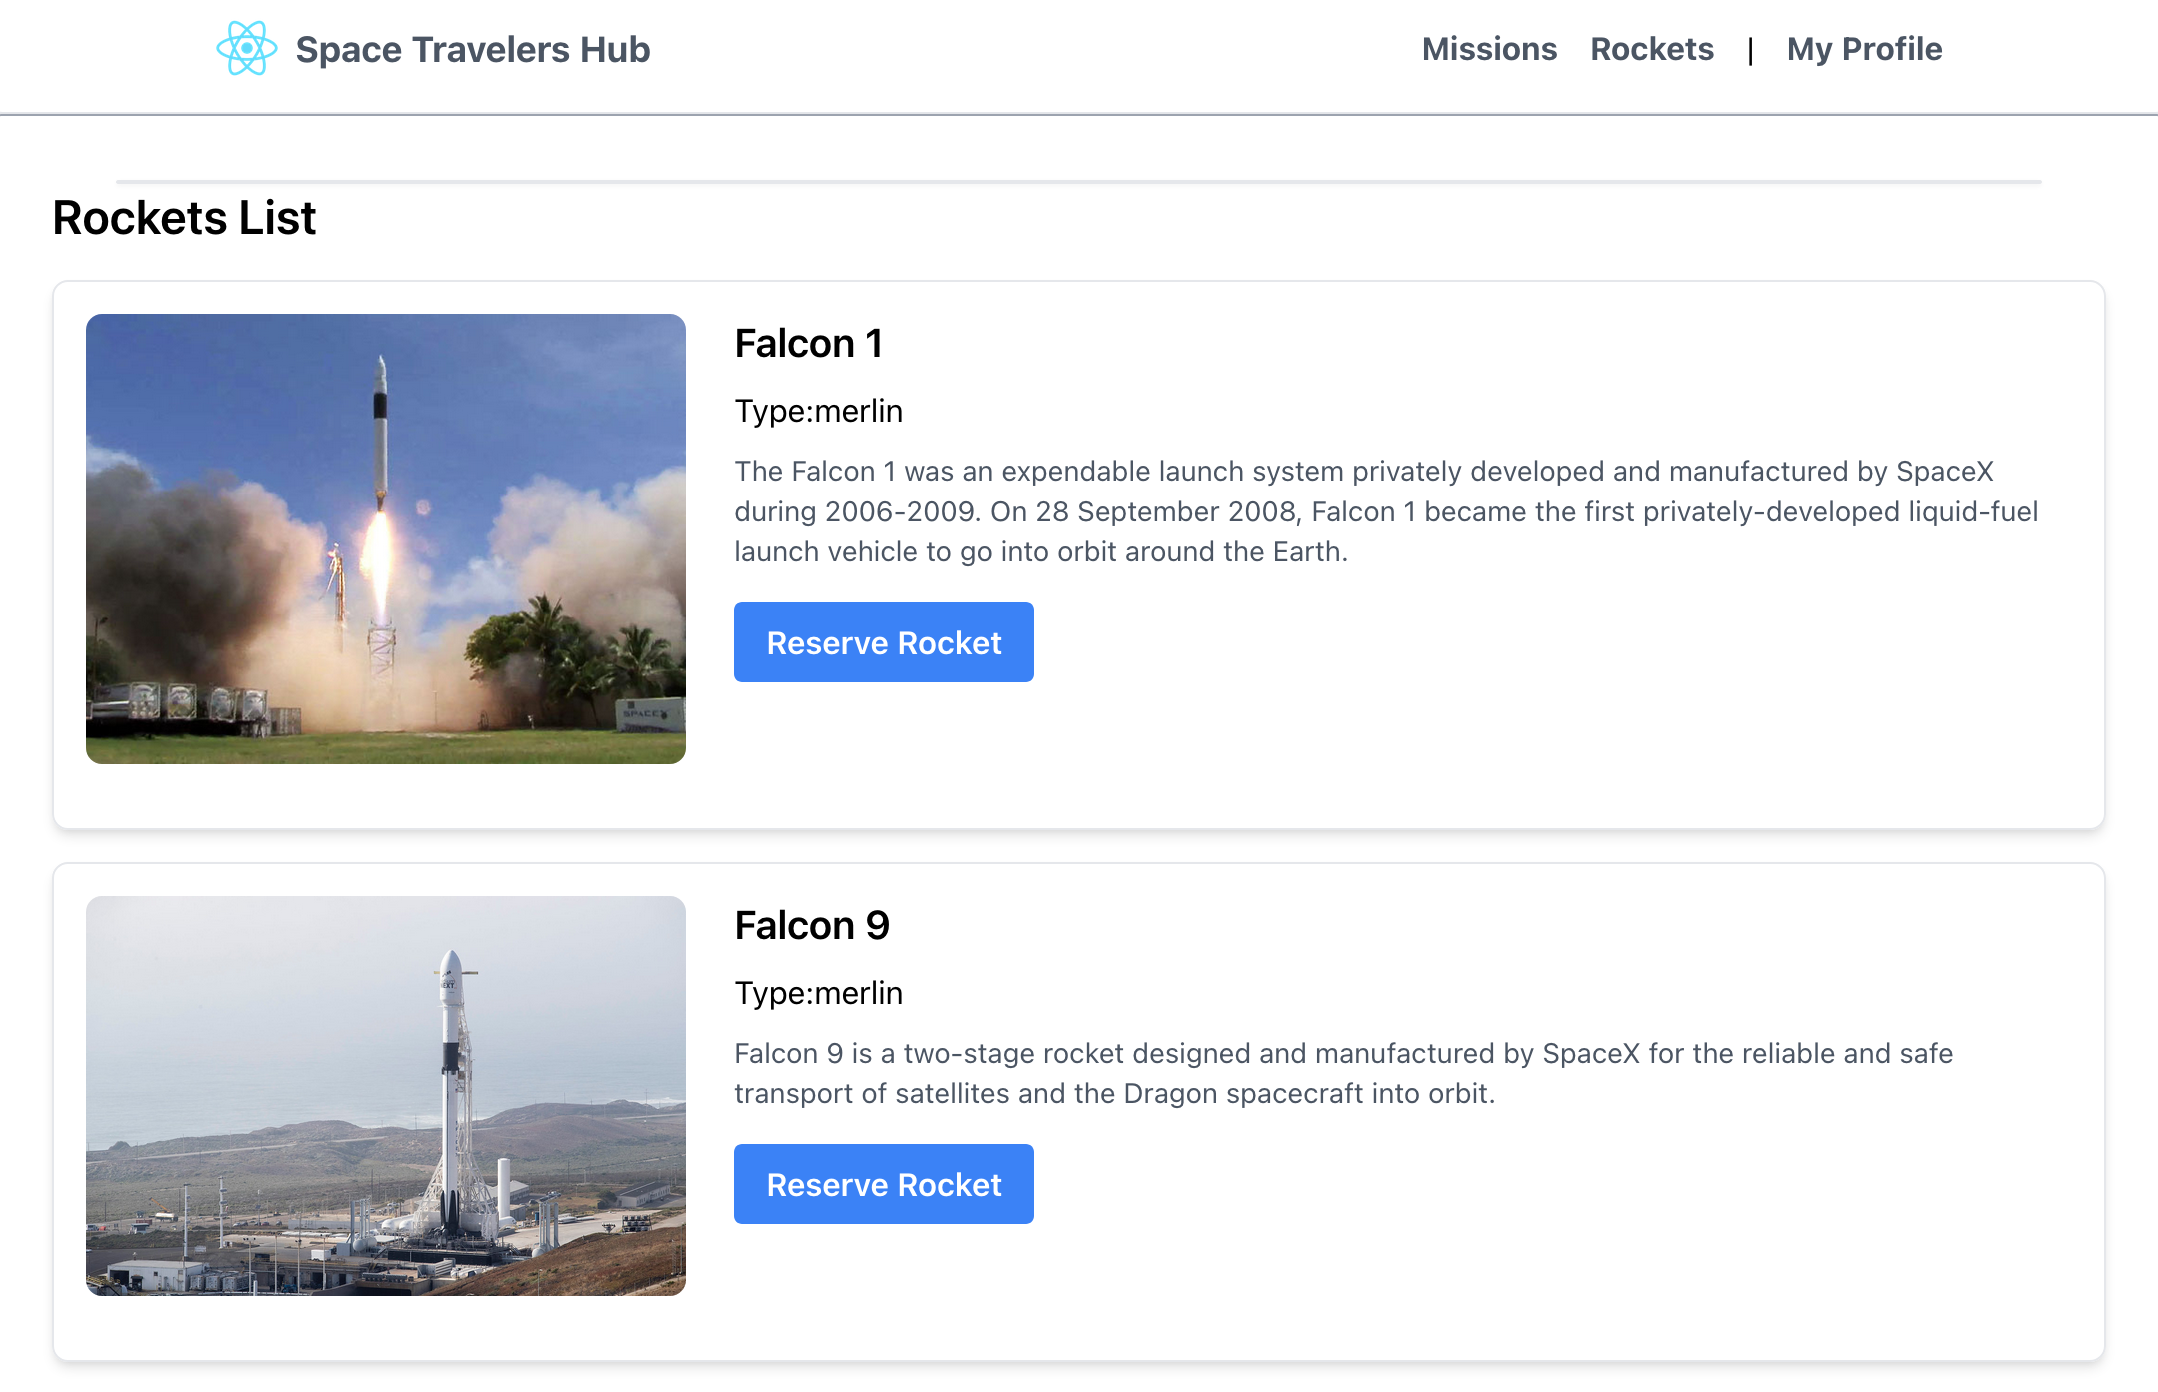 Space Travelers Hub
Missions Rockets | My Profile
Rockets List
Falcon 1
Type:merlin
The Falcon 1 was an expendable launch system privately developed and manufactured by SpaceX
during 2006-2009. On 28 September 2008, Falcon 1 became the first privately-developed liquid-fuel
launch vehicle to go into orbit around the Earth.
Reserve Rocket
SPACEX
Falcon 9
Type:merlin
Falcon 9 is a two-stage rocket designed and manufactured by SpaceX for the reliable and safe
transport of satellites and the Dragon spacecraft into orbit.
Reserve Rocket
NEXT